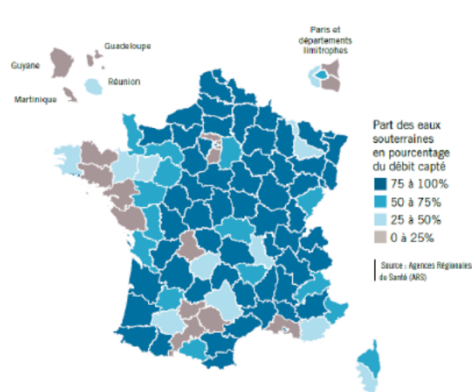 Paris et
départements
limitrophes
Guadeloupe
Guyane
Réunion
Martinique
Part des eaux
souterraines
en pourcentage
du débit capté
75 à 100%
50 à 75%
25 à 50%
0 à 25%
Source : Agences Régionales
de Santé (ARS)